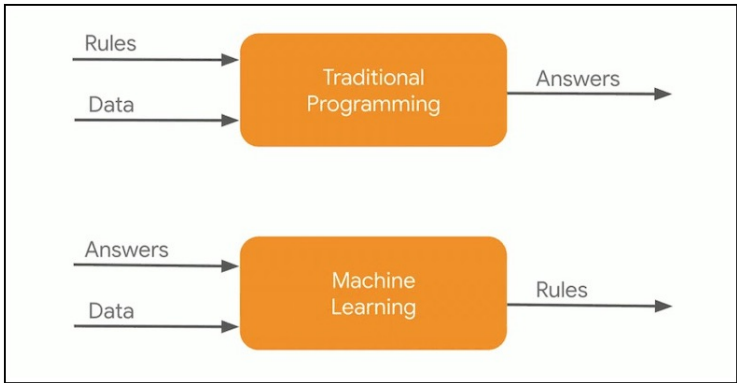 Rules
Data
Traditional
Programming
Answers
Answers
Data
Machine
Learning
Rules